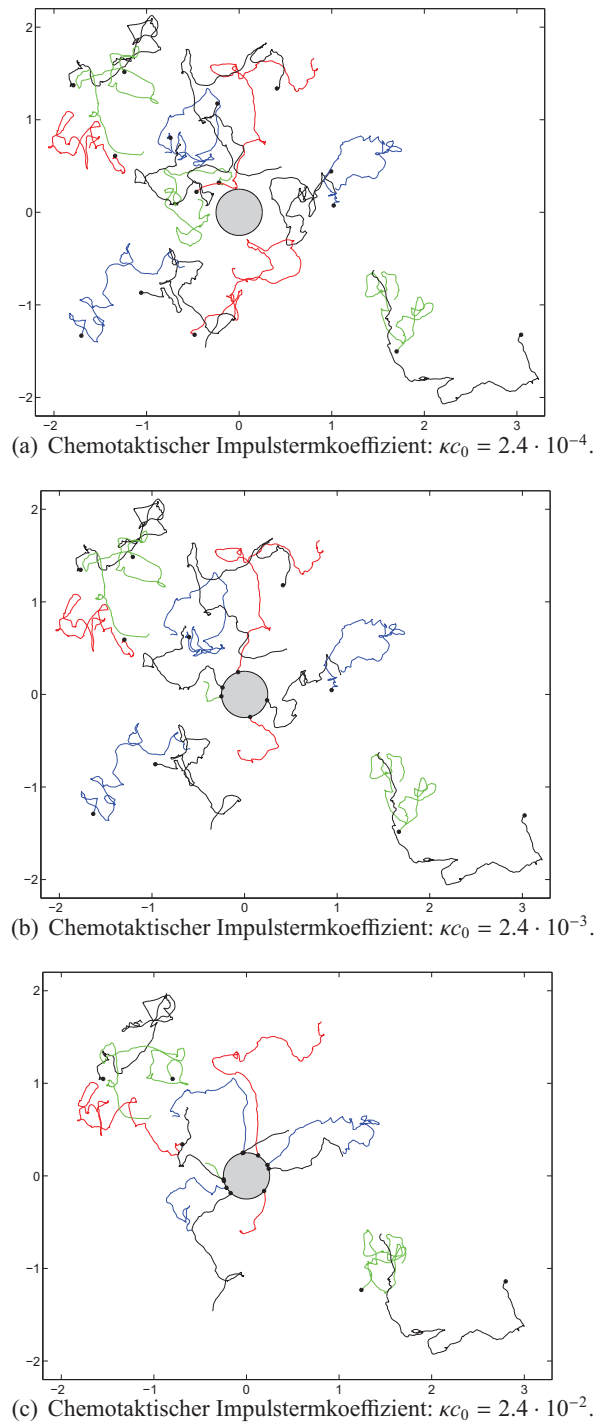 2
1
0
−1
−2
−2 −1 0 1 2 3
(a) Chemotaktischer Impulstermkoeffizient: κc₀ = 2.4 · 10⁻⁴.
2
1
0
−1
−2
−2 −1 0 1 2 3
(b) Chemotaktischer Impulstermkoeffizient: κc₀ = 2.4 · 10⁻³.
2
1
0
−1
−2
−2 −1 0 1 2 3
(c) Chemotaktischer Impulstermkoeffizient: κc₀ = 2.4 · 10⁻².